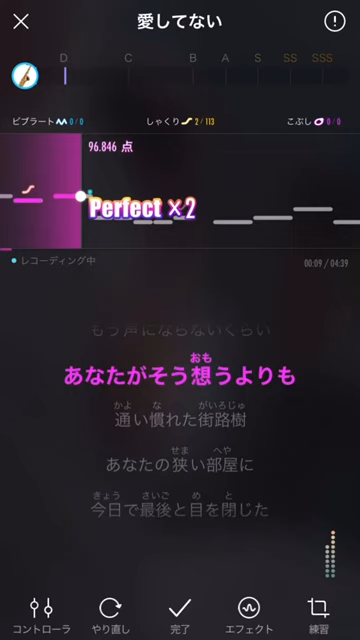 愛してない
D C B A S SS SSS
ビブラート 0/0 しゃくり 2/113 こぶし 0/0
96.846 点
Perfect ×2
レコーディング中 00:09 / 04:39
もう声にならないくらい
おも
あなたがそう想うよりも
かよ な がいろじゅ
通い慣れた街路樹
せま へや
あなたの狭い部屋に
きょう さいご め と
今日で最後と目を閉じた
コントローラ やり直し 完了 エフェクト 練習